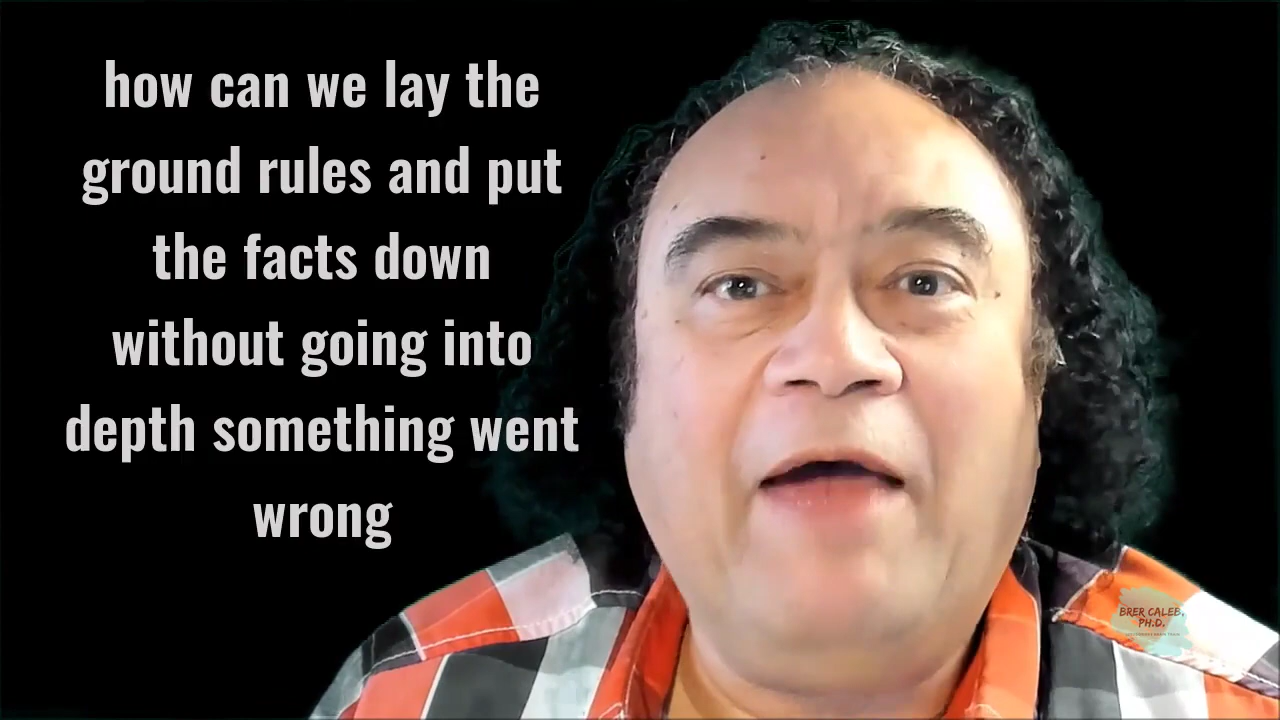 how can we lay the
ground rules and put
the facts down
without going into
depth something went
wrong
BRER CALEB,
PH.D.